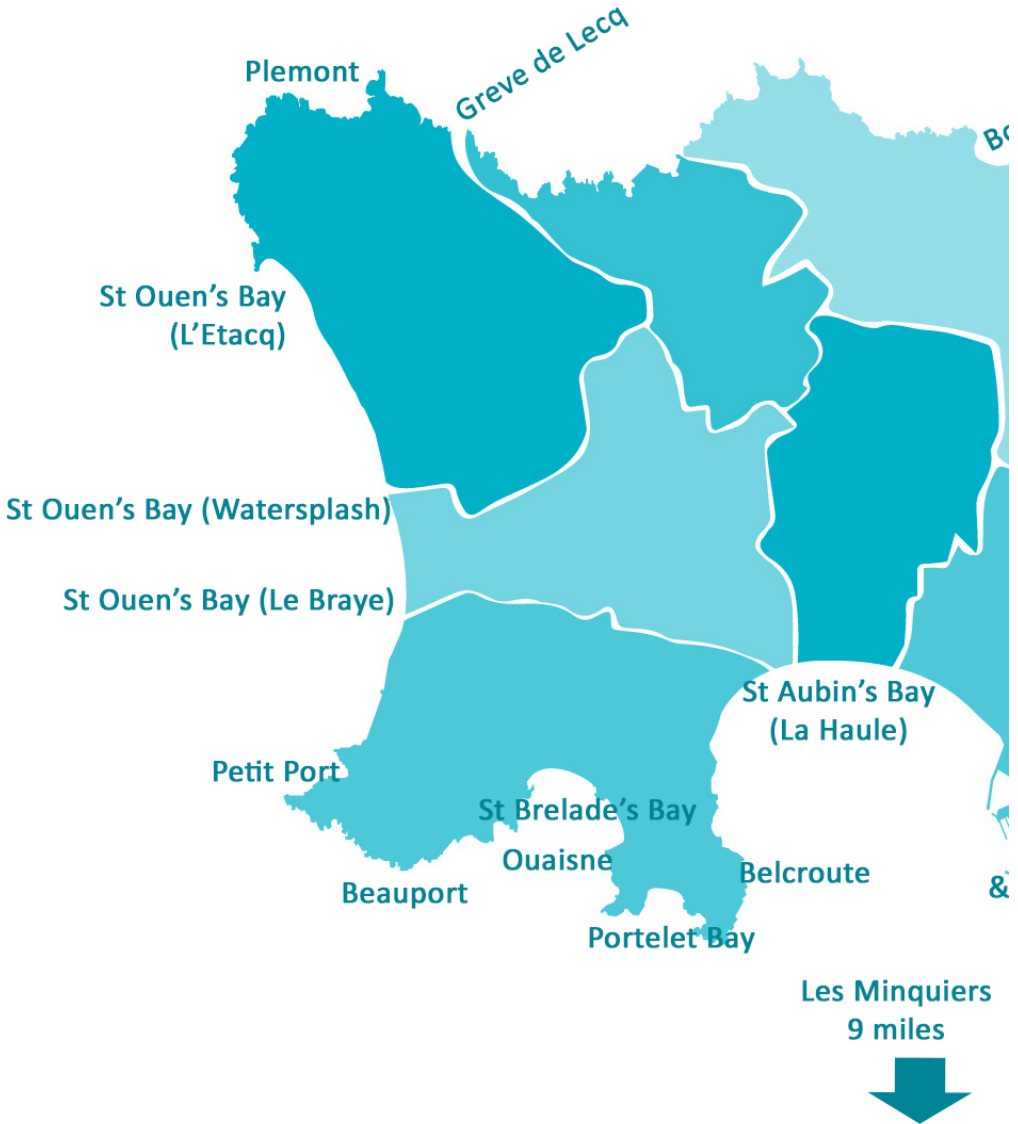 Plemont
Greve de Lecq
Bo
St Ouen's Bay
(L'Etacq)
St Ouen's Bay (Watersplash)
St Ouen's Bay (Le Braye)
St Aubin's Bay
(La Haule)
Petit Port
St Brelade's Bay
Ouaisne
Belcroute
Beauport
&
Portelet Bay
Les Minquiers
9 miles